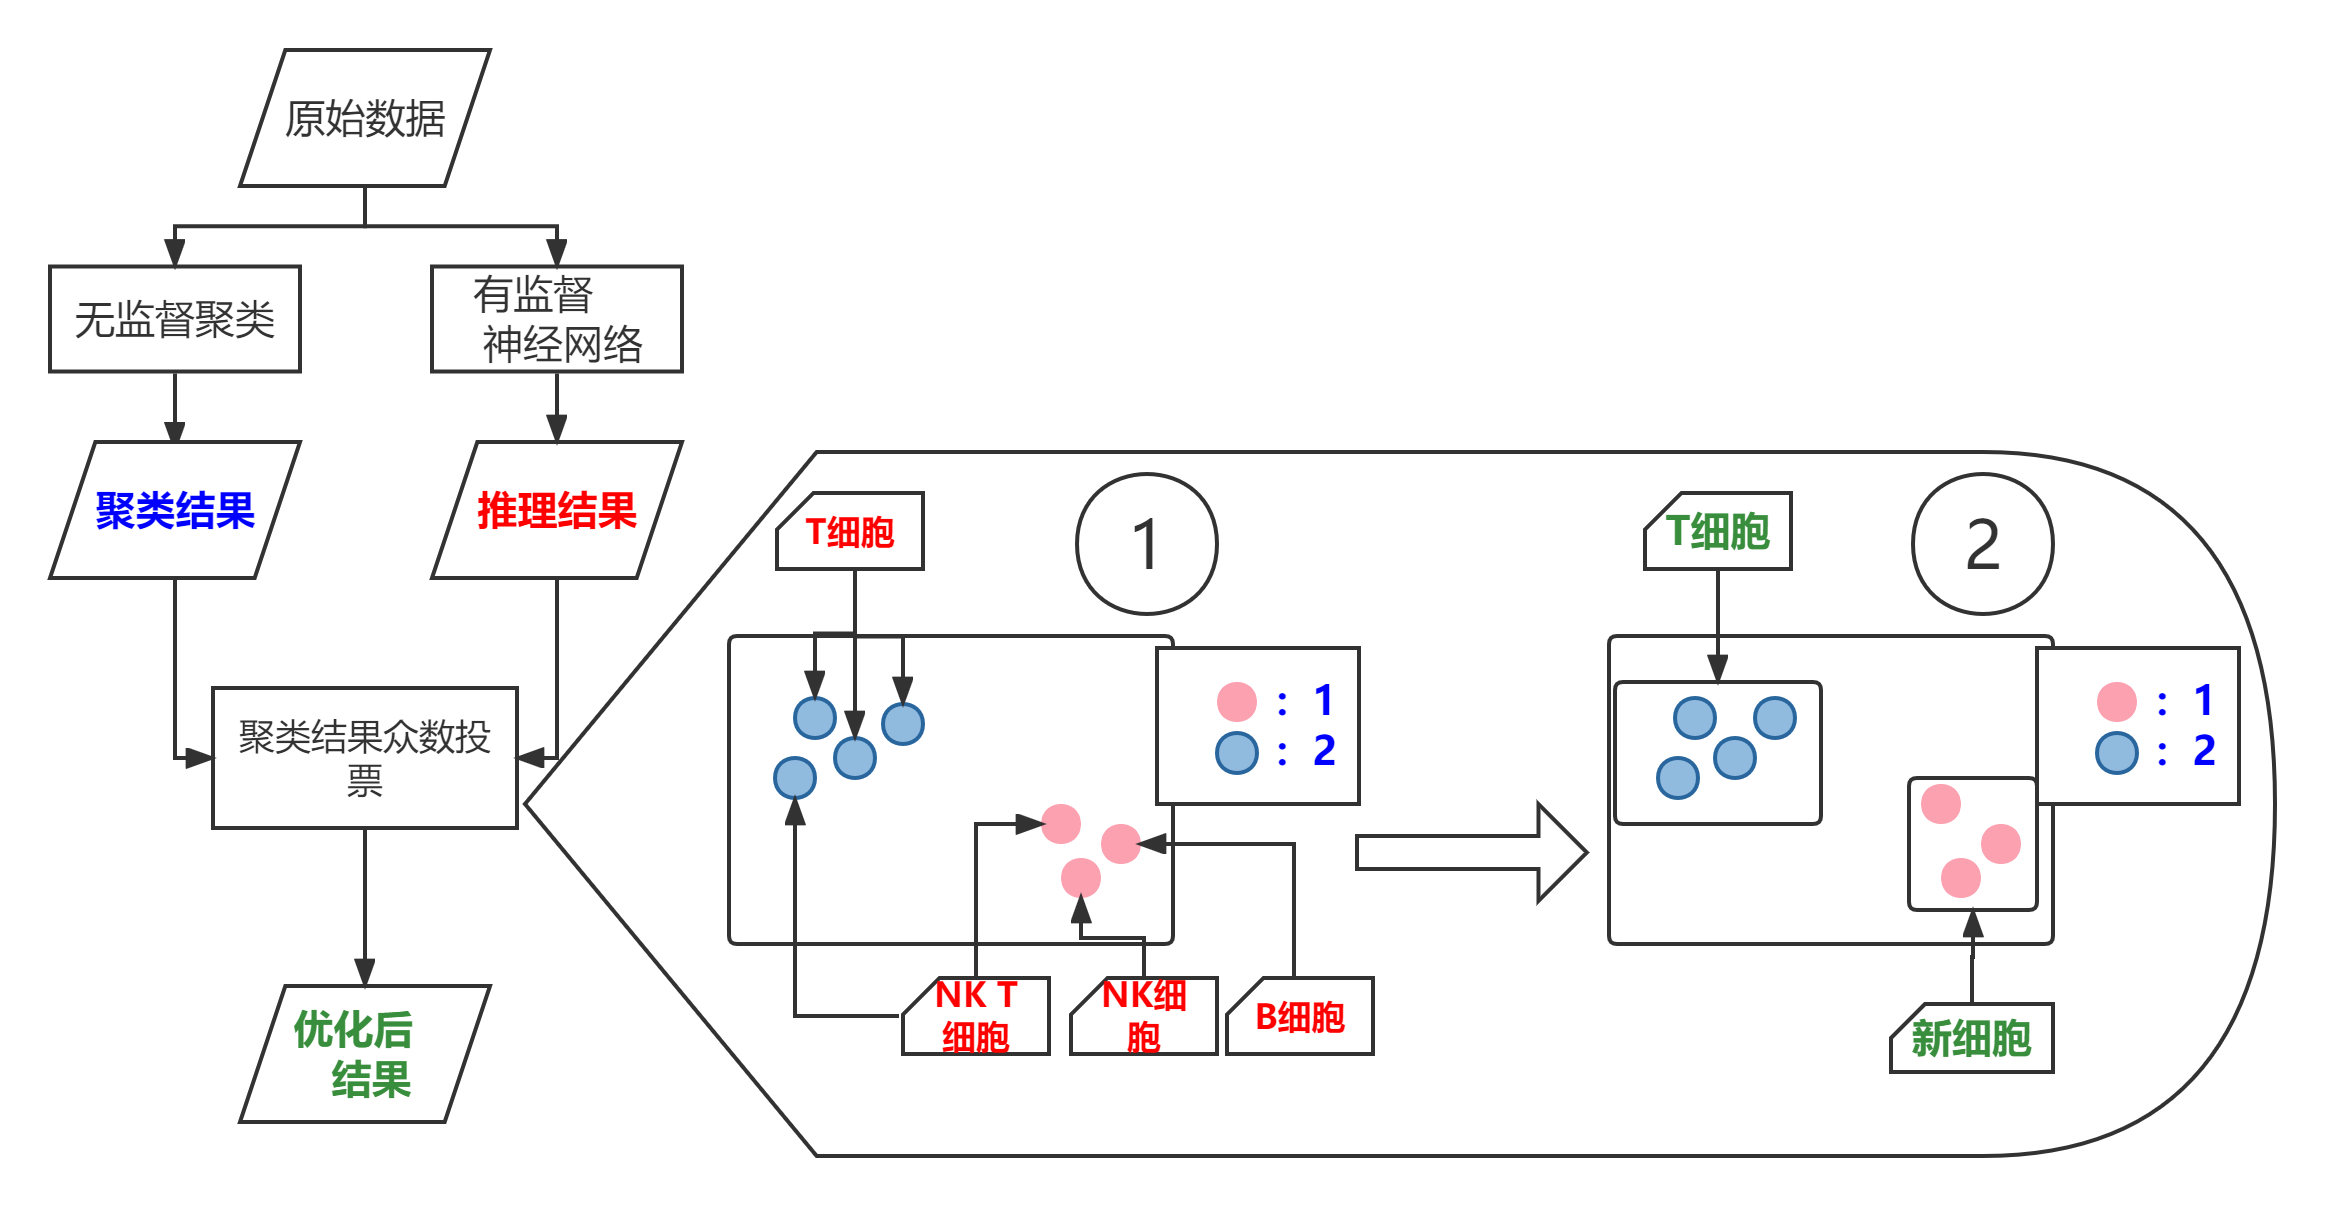 原始数据
无监督聚类
有监督
神经网络
聚类结果
推理结果
聚类结果众数投
票
优化后
结果
T细胞
1
: 1
: 2
NK T
细胞
NK细
胞
B细胞
T细胞
2
: 1
: 2
新细胞